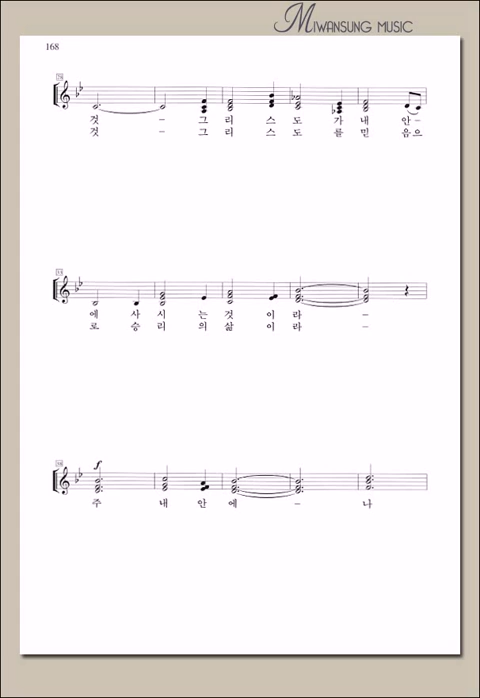 MIWANSUNG MUSIC
168
것 - 그 리 스 도 가 내 안-
것 - 그 리 스 도 를 믿 음으
에 사 시 는 것 이 라 -
로 승 리 의 삶 이 라 -
f
주 내 안 에 - 나